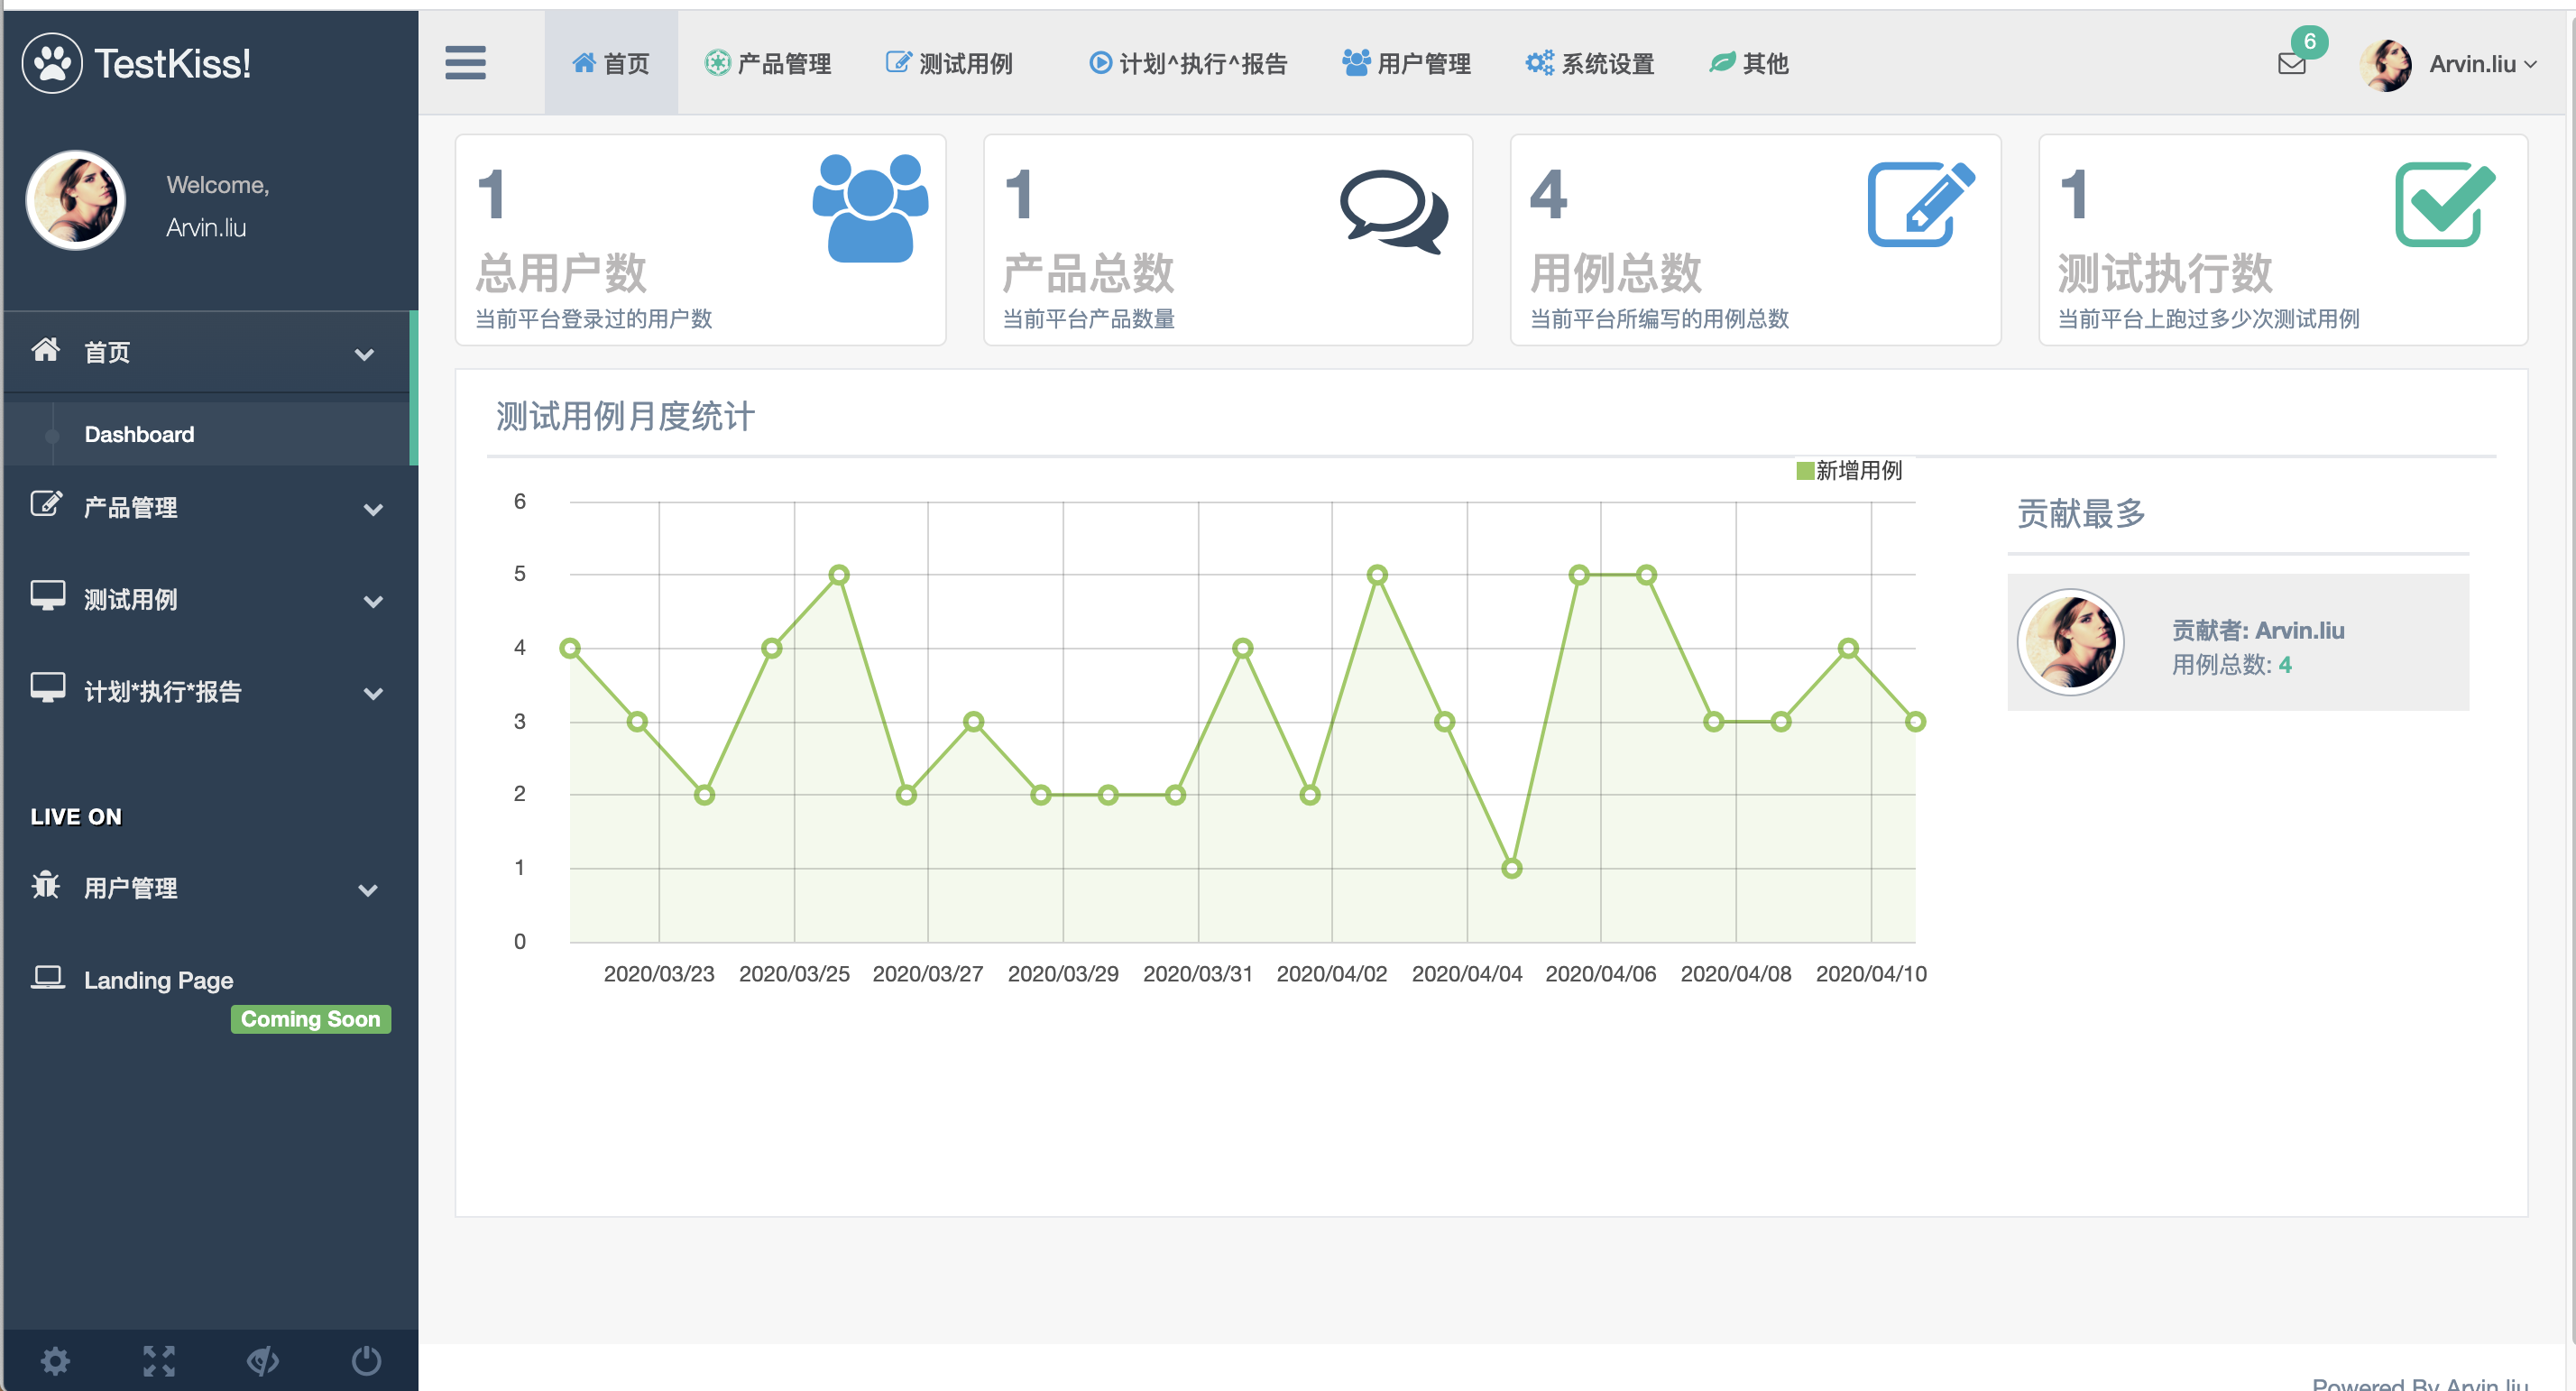 TestKiss!
首页
产品管理
测试用例
计划^执行^报告
用户管理
系统设置
其他
6
Arvin.liu
Welcome,
Arvin.liu
首页
Dashboard
产品管理
测试用例
计划*执行*报告
LIVE ON
用户管理
Landing Page
Coming Soon
1
总用户数
当前平台登录过的用户数
1
产品总数
当前平台产品数量
4
用例总数
当前平台所编写的用例总数
1
测试执行数
当前平台上跑过多少次测试用例
测试用例月度统计
新增用例
6
5
4
3
2
1
0
2020/03/23 2020/03/25 2020/03/27 2020/03/29 2020/03/31 2020/04/02 2020/04/04 2020/04/06 2020/04/08 2020/04/10
贡献最多
贡献者: Arvin.liu
用例总数: 4
Powered By Arvin.liu